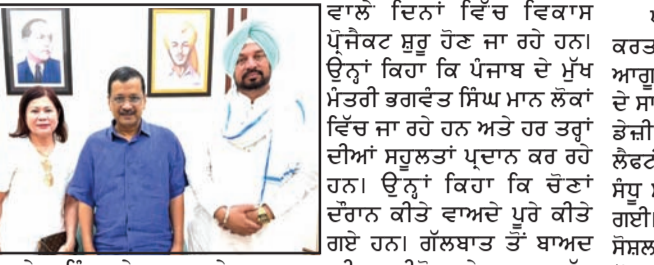 ਵਾਲੇ ਦਿਨਾਂ ਵਿੱਚ ਵਿਕਾਸ
ਪ੍ਰੋਜੈਕਟ ਸ਼ੁਰੂ ਹੋਣ ਜਾ ਰਹੇ ਹਨ।
ਉਨ੍ਹਾਂ ਕਿਹਾ ਕਿ ਪੰਜਾਬ ਦੇ ਮੁੱਖ
ਮੰਤਰੀ ਭਗਵੰਤ ਸਿੰਘ ਮਾਨ ਲੋਕਾਂ
ਵਿੱਚ ਜਾ ਰਹੇ ਹਨ ਅਤੇ ਹਰ ਤਰ੍ਹਾਂ
ਦੀਆਂ ਸਹੂਲਤਾਂ ਪ੍ਰਦਾਨ ਕਰ ਰਹੇ
ਹਨ। ਉਨ੍ਹਾਂ ਕਿਹਾ ਕਿ ਚੋਣਾਂ
ਦੌਰਾਨ ਕੀਤੇ ਵਾਅਦੇ ਪੂਰੇ ਕੀਤੇ
ਗਏ ਹਨ। ਗੱਲਬਾਤ ਤੋਂ ਬਾਅਦ
ਕਰਤ
ਆਗੂ
ਦੇ ਸਾ
ਡੇਜ਼ੀ
ਲੈਫਟੀ
ਸੰਧੂ
ਗਈ।
ਸੋਸ਼ਲ